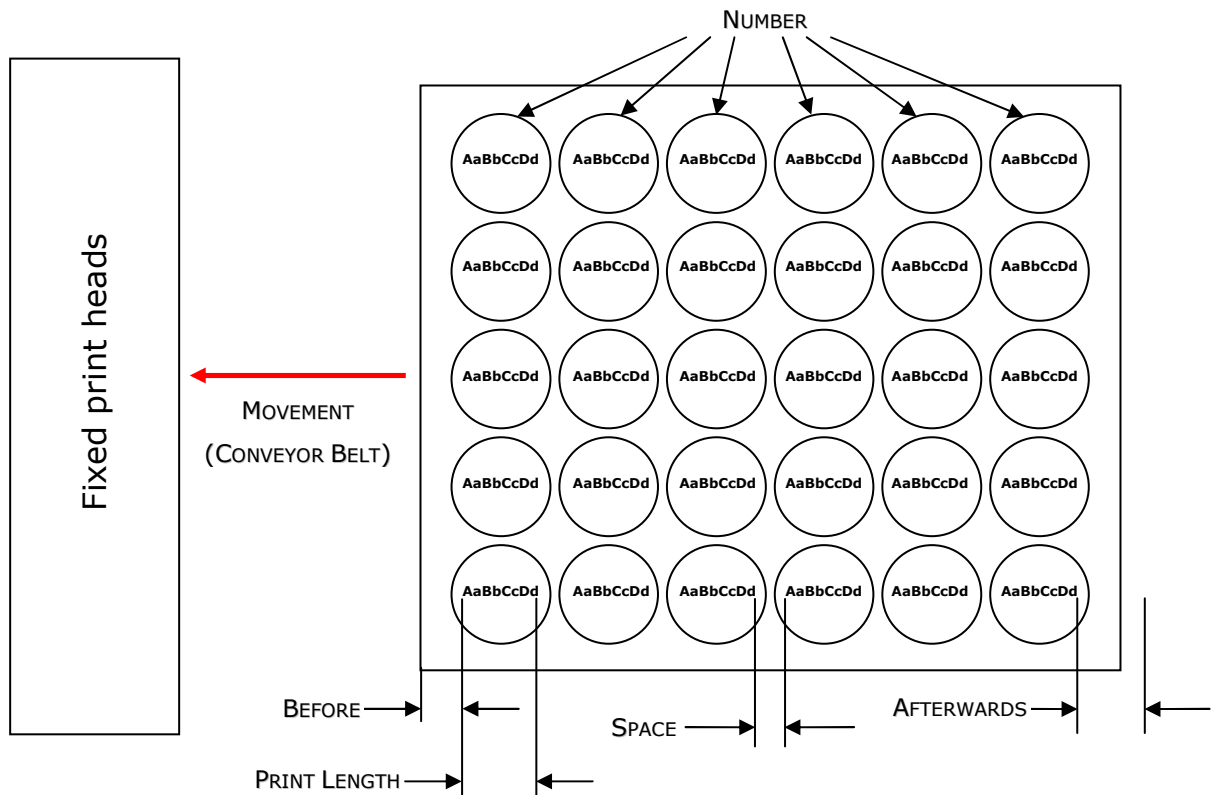 NUMBER
AaBbCcDd AaBbCcDd AaBbCcDd AaBbCcDd AaBbCcDd AaBbCcDd
AaBbCcDd AaBbCcDd AaBbCcDd AaBbCcDd AaBbCcDd AaBbCcDd
Fixed print heads
AaBbCcDd AaBbCcDd AaBbCcDd AaBbCcDd AaBbCcDd AaBbCcDd
MOVEMENT
(CONVEYOR BELT)
AaBbCcDd AaBbCcDd AaBbCcDd AaBbCcDd AaBbCcDd AaBbCcDd
AaBbCcDd AaBbCcDd AaBbCcDd AaBbCcDd AaBbCcDd AaBbCcDd
BEFORE
SPACE
AFTERWARDS
PRINT LENGTH